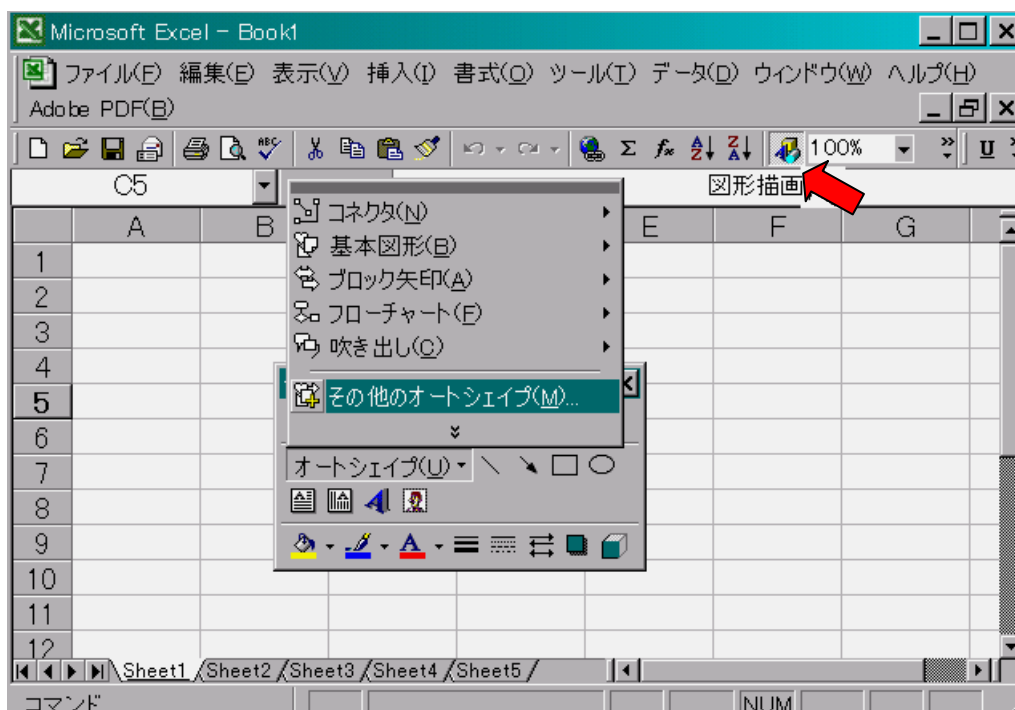 Microsoft Excel - Book1
ファイル(F) 編集(E) 表示(V) 挿入(I) 書式(O) ツール(T) データ(D) ウィンドウ(W) ヘルプ(H)
Adobe PDF(B)
ABC Σ fx A Z Z A 100% U
C5 図形描画
A B E F G
コネクタ(N)
基本図形(B)
ブロック矢印(A)
フローチャート(F)
吹き出し(C)
その他のオートシェイプ(M)...
オートシェイプ(U)
A
A
1
2
3
4
5
6
7
8
9
10
11
12
Sheet1 Sheet2 Sheet3 Sheet4 Sheet5
コマンド NUM